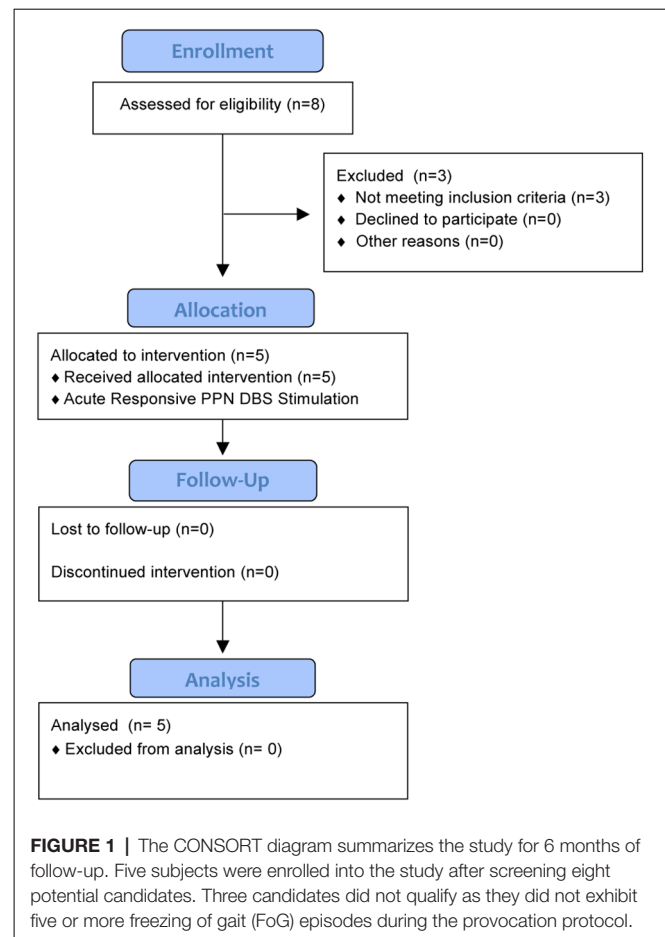 Enrollment
Assessed for eligibility (n=8)
Excluded (n=3)
♦ Not meeting inclusion criteria (n=3)
♦ Declined to participate (n=0)
♦ Other reasons (n=0)
Allocation
Allocated to intervention (n=5)
♦ Received allocated intervention (n=5)
♦ Acute Responsive PPN DBS Stimulation
Follow-Up
Lost to follow-up (n=0)
Discontinued intervention (n=0)
Analysis
Analysed (n= 5)
♦ Excluded from analysis (n= 0)
FIGURE 1 | The CONSORT diagram summarizes the study for 6 months of
follow-up. Five subjects were enrolled into the study after screening eight
potential candidates. Three candidates did not qualify as they did not exhibit
five or more freezing of gait (FoG) episodes during the provocation protocol.